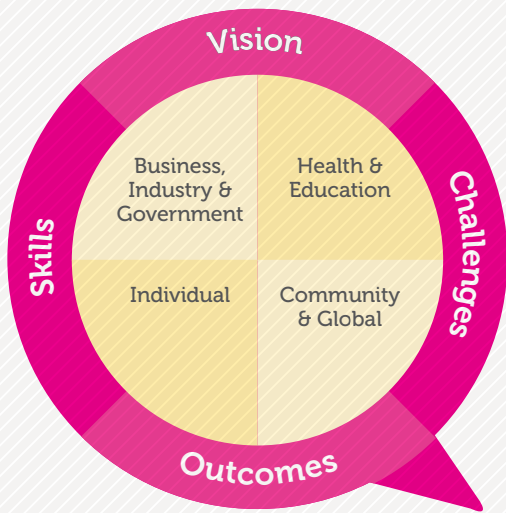 Vision
Business,
Industry &
Government
Health &
Education
Skills
Challenges
Individual
Community
& Global
Outcomes